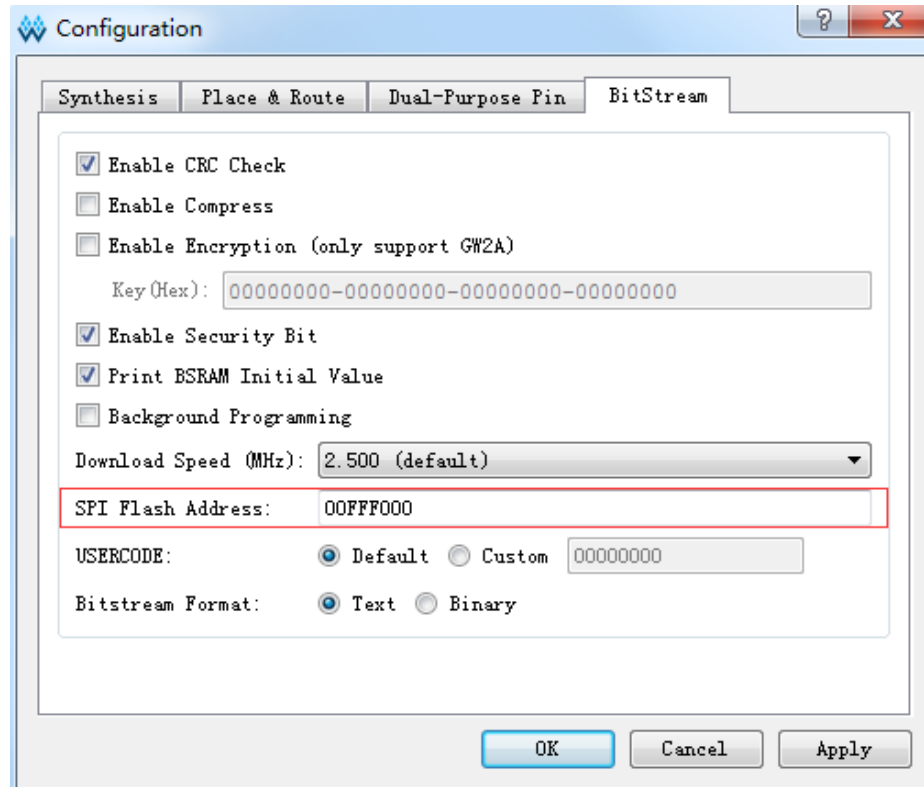 Configuration
Synthesis Place & Route Dual-Purpose Pin BitStream
Enable CRC Check
Enable Compress
Enable Encryption (only support GW2A)
Key(Hex): 00000000-00000000-00000000-00000000
Enable Security Bit
Print BSRAM Initial Value
Background Programming
Download Speed (MHz): 2.500 (default)
SPI Flash Address: 00FFF000
USERCODE: Default Custom 00000000
Bitstream Format: Text Binary
OK Cancel Apply